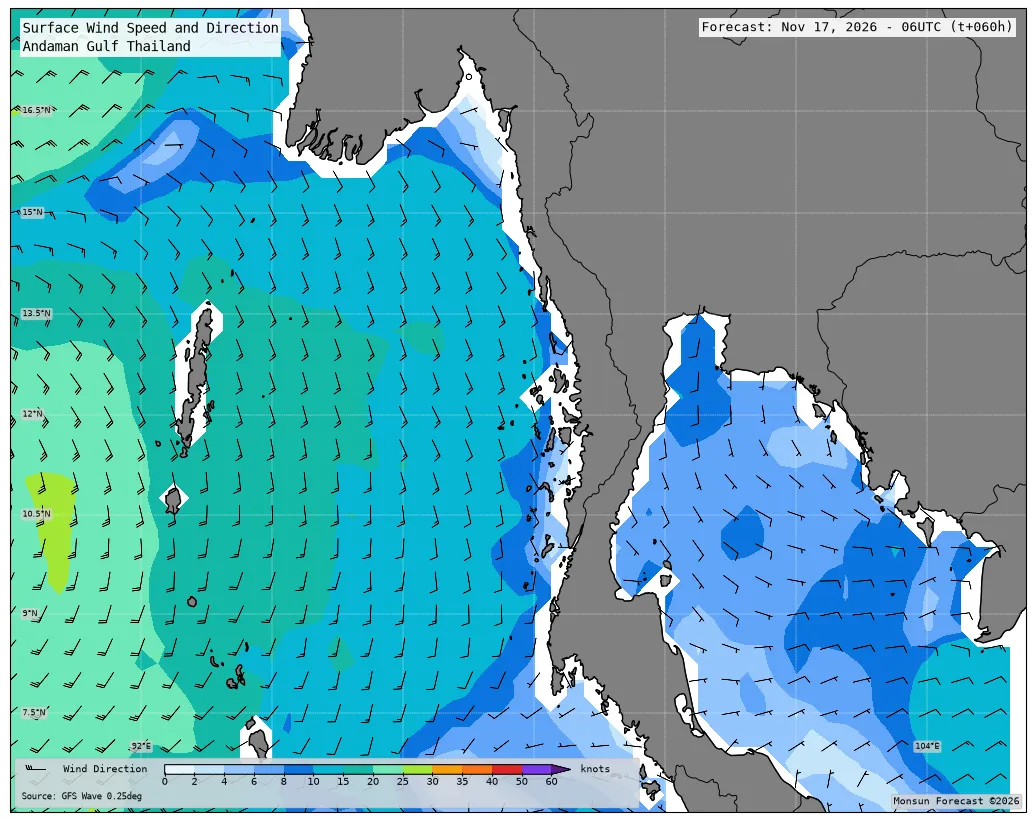 Surface Wind Speed and Direction
Andaman Gulf Thailand
Forecast: Nov 17, 2026 - 06UTC (t+060h)
16.5°N
15°N
13.5°N
12°N
10.5°N
9°N
7.5°N
92°E
104°E
Wind Direction
0 2 4 6 8 10 15 20 25 30 35 40 50 60
knots
Source: GFS Wave 0.25deg
Monsun Forecast ©2026